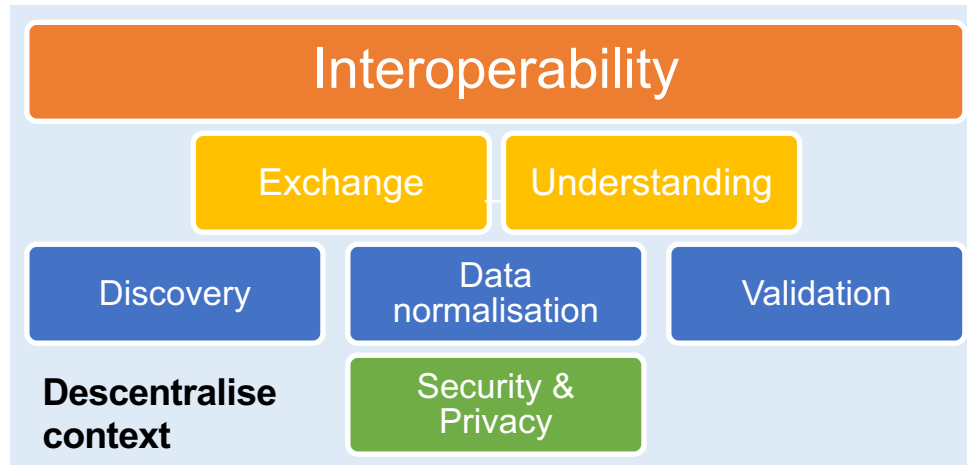 Interoperability
Exchange
Understanding
Discovery
Data
normalisation
Validation
Descentralise
context
Security &
Privacy